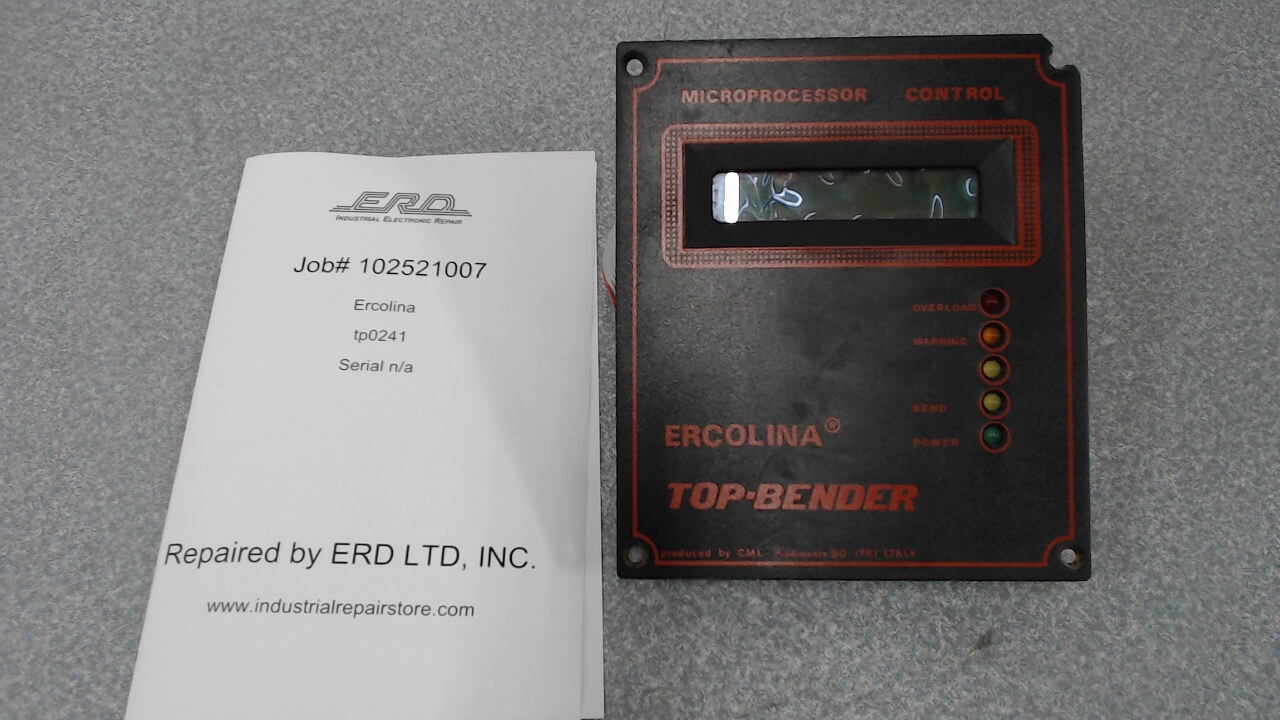 ERD
INDUSTRIAL ELECTRONIC REPAIR
Job# 102521007
Ercolina
tp0241
Serial n/a
Repaired by ERD LTD, INC.
www.industrialrepairstore.com
MICROPROCESSOR CONTROL
OVERLOAD
WARNING
BEND
POWER
ERCOLINA®
TOP-BENDER
produced by CML ITALY